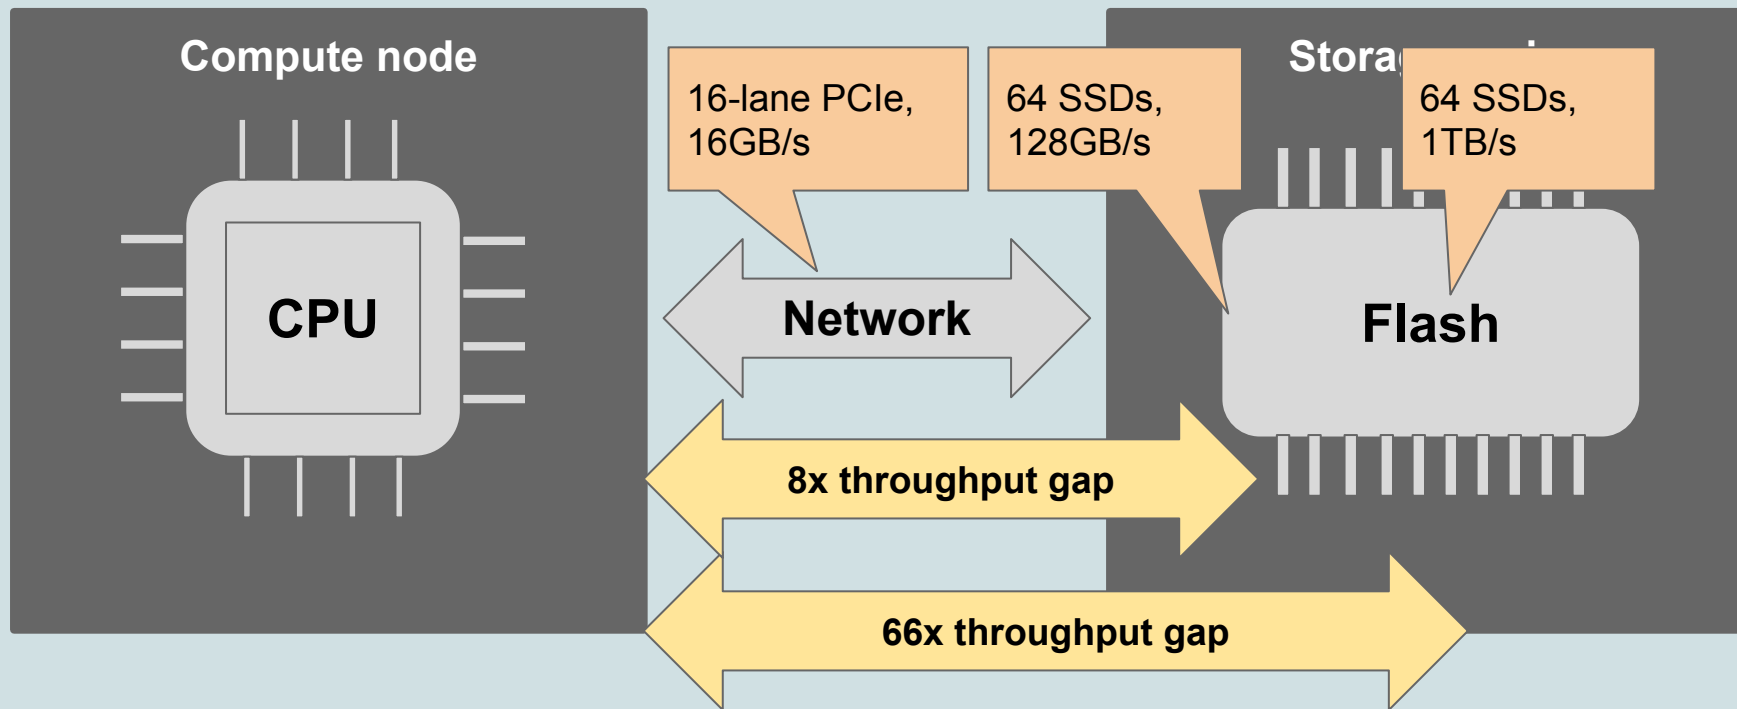 Compute node
16-lane PCIe,
16GB/s
64 SSDs,
128GB/s
64 SSDs,
1TB/s
CPU
Network
Flash
8x throughput gap
66x throughput gap